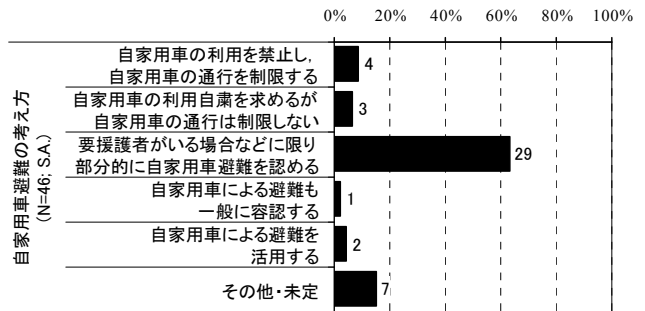 0% 20% 40% 60% 80% 100%
自家用車避難の考え方
(N=46; S.A.)
自家用車の利用を禁止し，
自家用車の通行を制限する
4
自家用車の利用自粛を求めるが
自家用車の通行は制限しない
3
要援護者がいる場合などに限り
部分的に自家用車避難を認める
29
自家用車による避難も
一般に容認する
1
自家用車による避難を
活用する
2
その他・未定
7